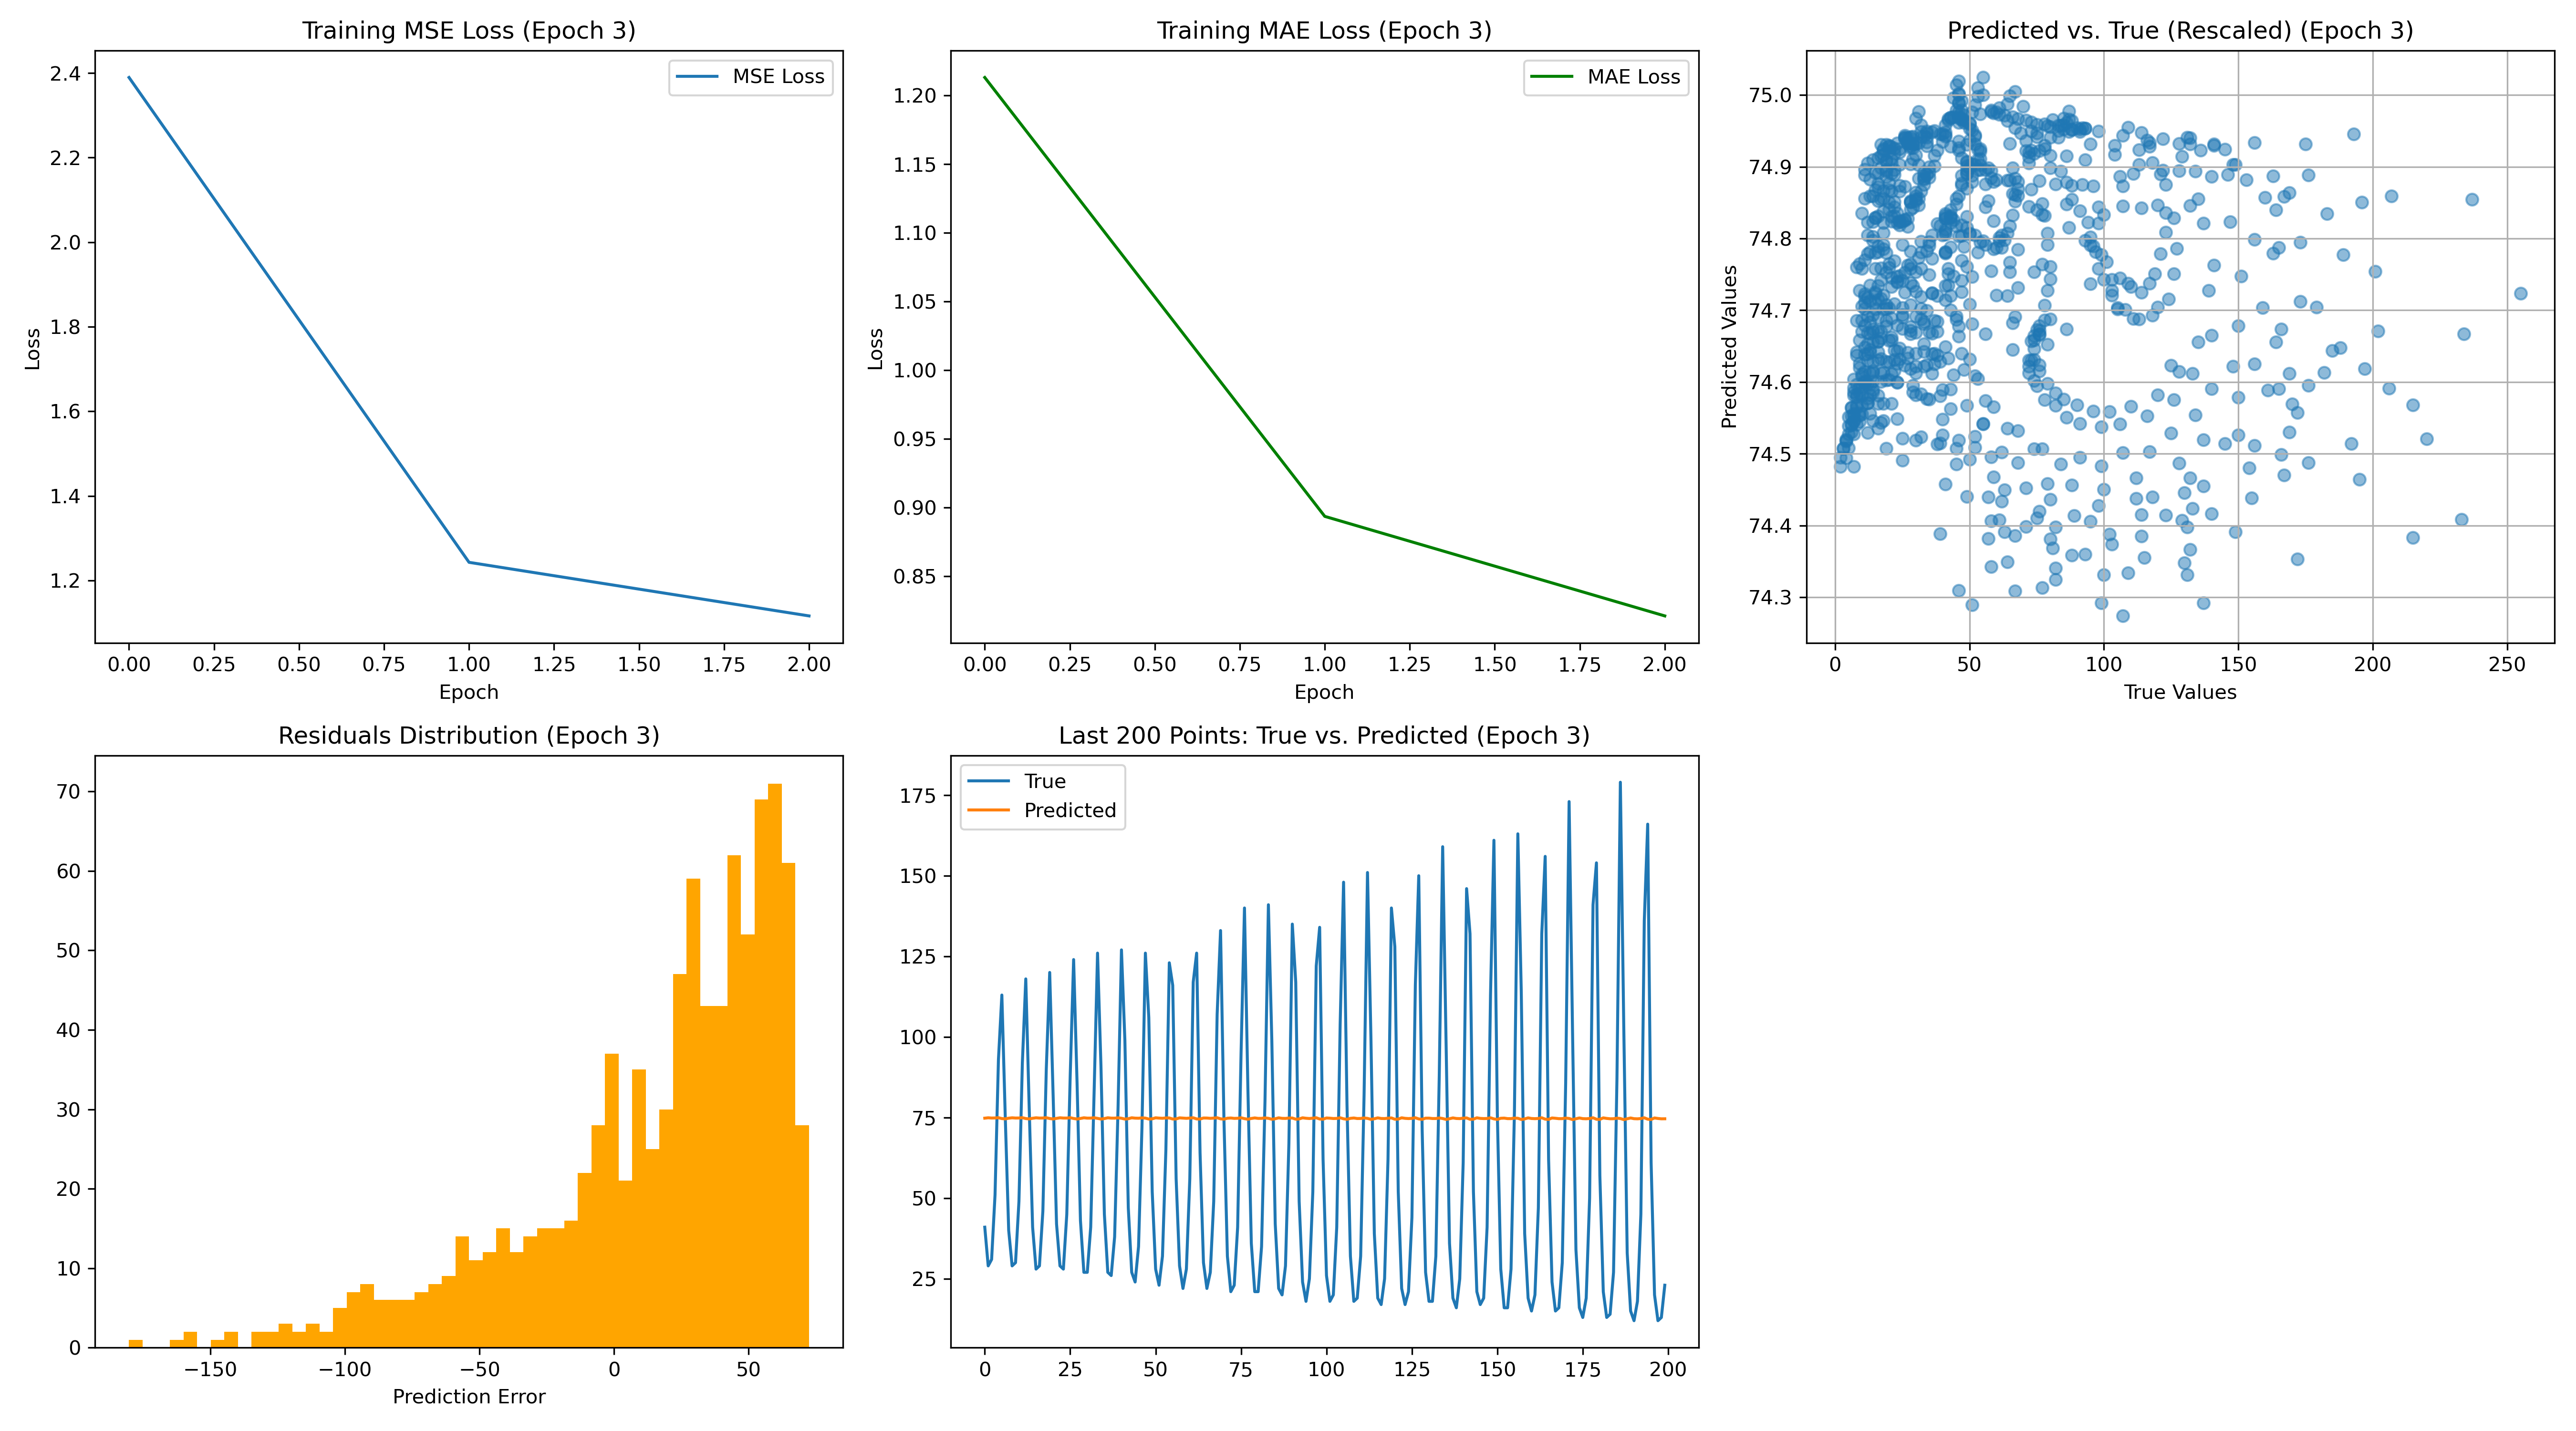 Training MSE Loss (Epoch 3)
MSE Loss
2.4
2.2
2.0
1.8
1.6
1.4
1.2
Loss
0.00 0.25 0.50 0.75 1.00 1.25 1.50 1.75 2.00
Epoch
Training MAE Loss (Epoch 3)
MAE Loss
1.20
1.15
1.10
1.05
1.00
0.95
0.90
0.85
Loss
0.00 0.25 0.50 0.75 1.00 1.25 1.50 1.75 2.00
Epoch
Predicted vs. True (Rescaled) (Epoch 3)
75.0
74.9
74.8
74.7
74.6
74.5
74.4
74.3
Predicted Values
0 50 100 150 200 250
True Values
Residuals Distribution (Epoch 3)
70
60
50
40
30
20
10
0
−150 −100 −50 0 50
Prediction Error
Last 200 Points: True vs. Predicted (Epoch 3)
True
Predicted
175
150
125
100
75
50
25
0 25 50 75 100 125 150 175 200